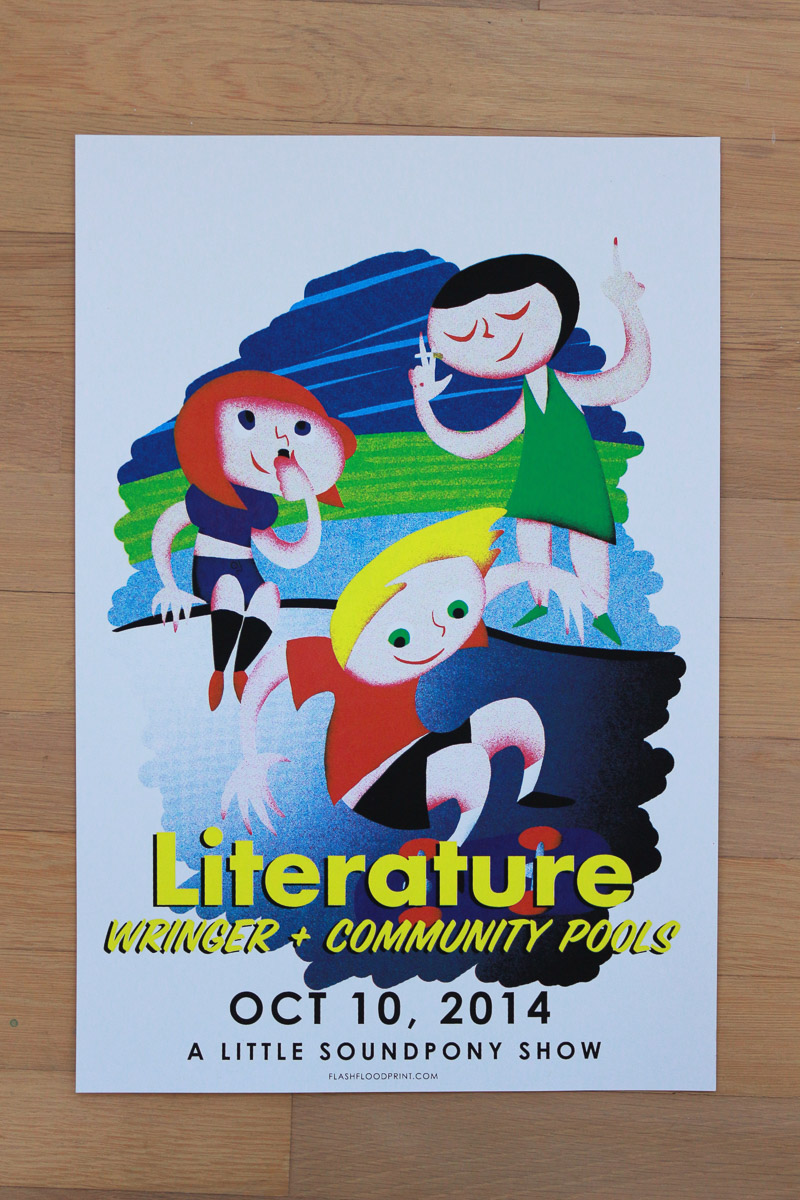 Literature
WRINGER + COMMUNITY POOLS
OCT 10, 2014
A LITTLE SOUNDPONY SHOW
FLASHFLOODPRINT.COM